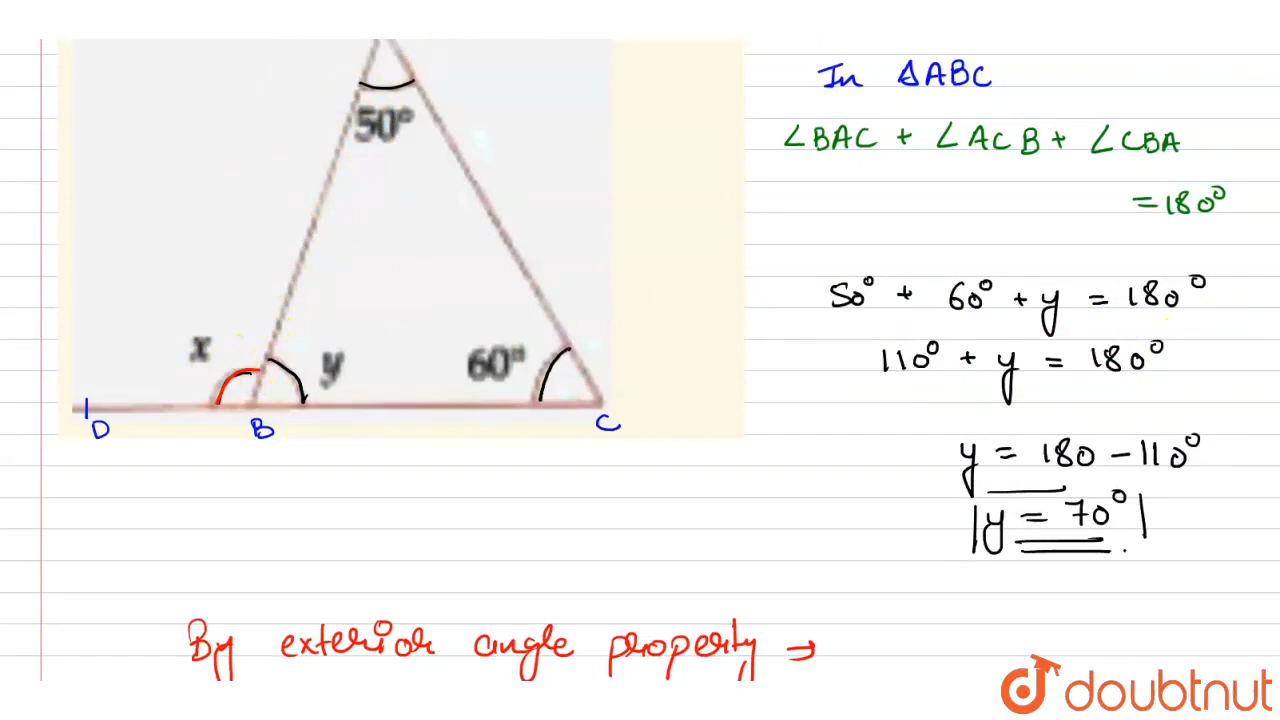 50°
x
y
60°
D
B
C
In ΔABC
∠BAC + ∠ACB + ∠CBA
= 180°
50° + 60° + y = 180°
110° + y = 180°
y = 180 - 110°
|y = 70°|
By exterior angle property ⇒
doubtnut